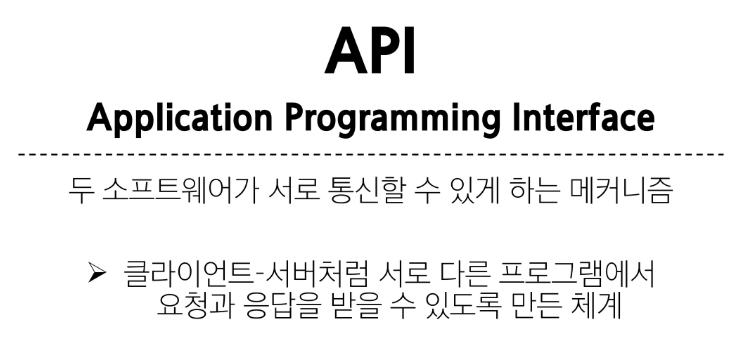 API
Application Programming Interface
두 소프트웨어가 서로 통신할 수 있게 하는 메커니즘
➢ 클라이언트-서버처럼 서로 다른 프로그램에서
요청과 응답을 받을 수 있도록 만든 체계